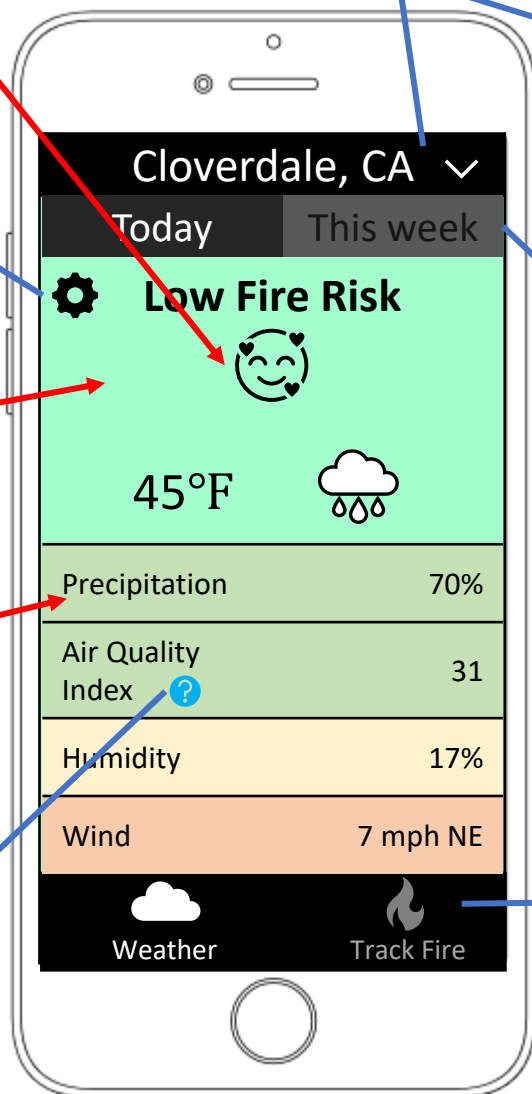 Cloverdale, CA
Today This week
Low Fire Risk
45°F
Precipitation 70%
Air Quality
Index ? 31
Humidity 17%
Wind 7 mph NE
Weather Track Fire